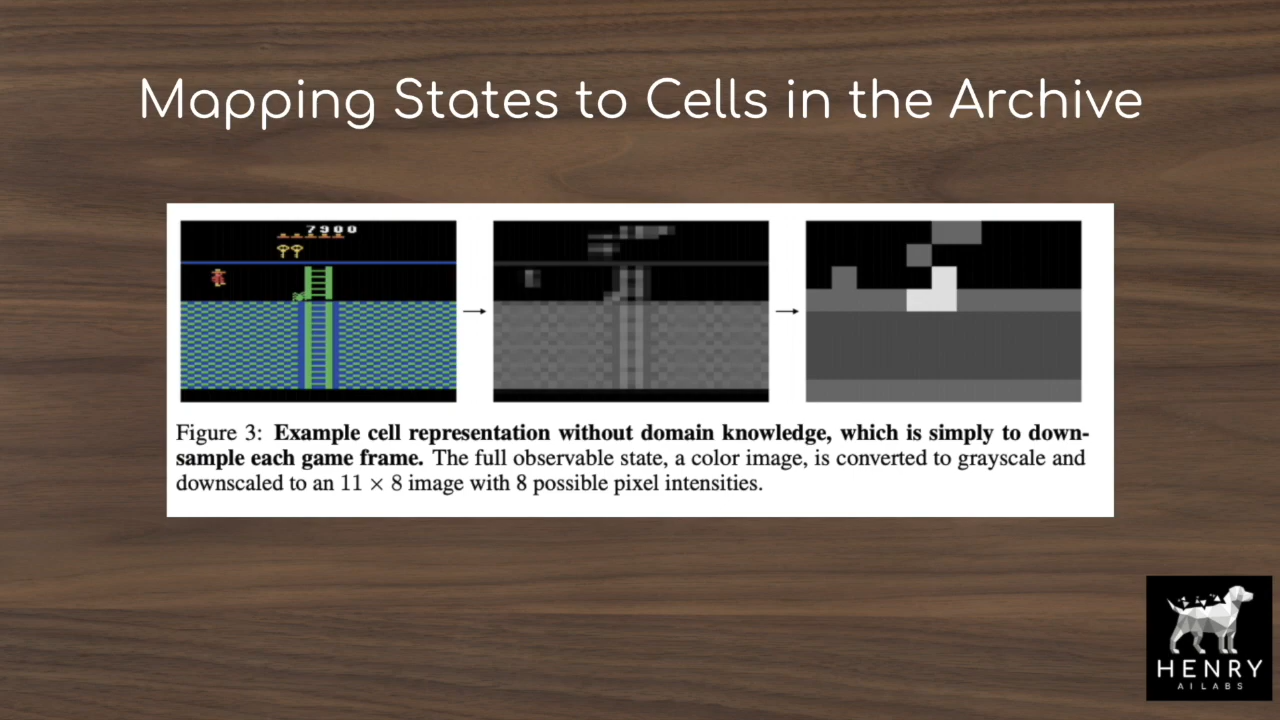 Mapping States to Cells in the Archive
7900
Figure 3: Example cell representation without domain knowledge, which is simply to down-
sample each game frame. The full observable state, a color image, is converted to grayscale and
downscaled to an 11 × 8 image with 8 possible pixel intensities.
HENRY
AI LABS